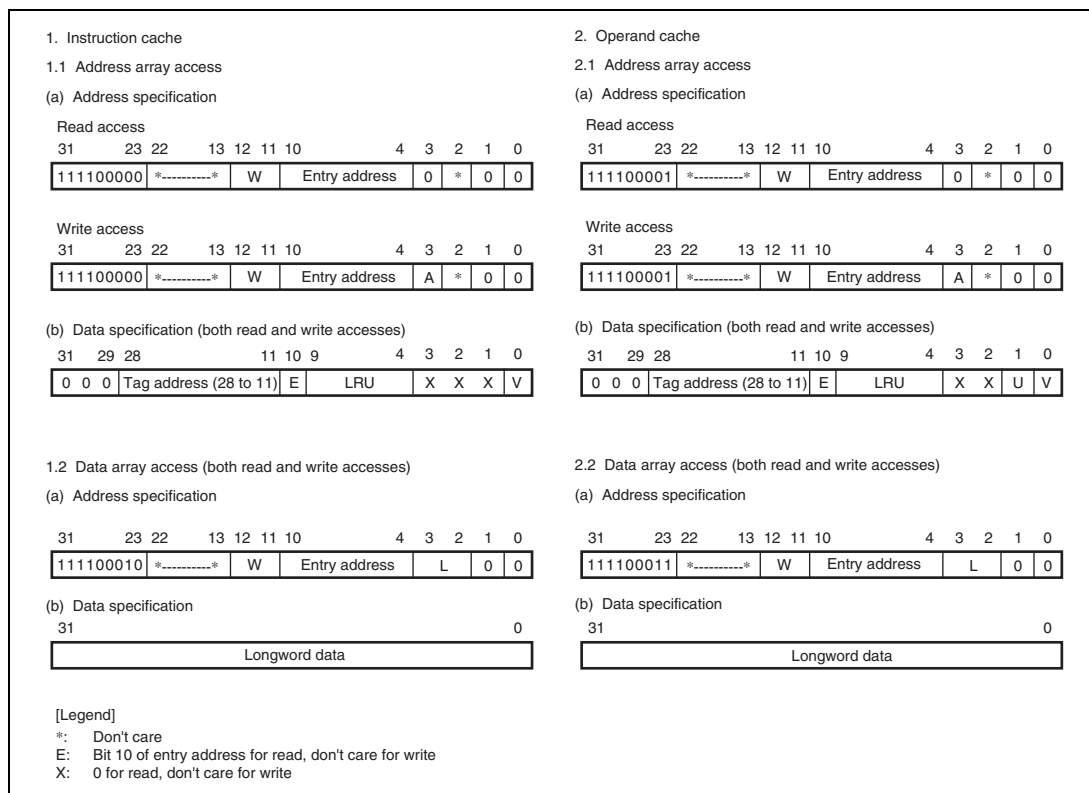 1. Instruction cache
1.1 Address array access
(a) Address specification
Read access
31 23 22 13 12 11 10 4 3 2 1 0
111100000 *----------* W Entry address 0 * 0 0
Write access
31 23 22 13 12 11 10 4 3 2 1 0
111100000 *----------* W Entry address A * 0 0
(b) Data specification (both read and write accesses)
31 29 28 11 10 9 4 3 2 1 0
0 0 0 Tag address (28 to 11) E LRU X X X V
1.2 Data array access (both read and write accesses)
(a) Address specification
31 23 22 13 12 11 10 4 3 2 1 0
111100010 *----------* W Entry address L 0 0
(b) Data specification
31 0
Longword data
2. Operand cache
2.1 Address array access
(a) Address specification
Read access
31 23 22 13 12 11 10 4 3 2 1 0
111100001 *----------* W Entry address 0 * 0 0
Write access
31 23 22 13 12 11 10 4 3 2 1 0
111100001 *----------* W Entry address A * 0 0
(b) Data specification (both read and write accesses)
31 29 28 11 10 9 4 3 2 1 0
0 0 0 Tag address (28 to 11) E LRU X X U V
2.2 Data array access (both read and write accesses)
(a) Address specification
31 23 22 13 12 11 10 4 3 2 1 0
111100011 *----------* W Entry address L 0 0
(b) Data specification
31 0
Longword data
[Legend]
*: Don't care
E: Bit 10 of entry address for read, don't care for write
X: 0 for read, don't care for write